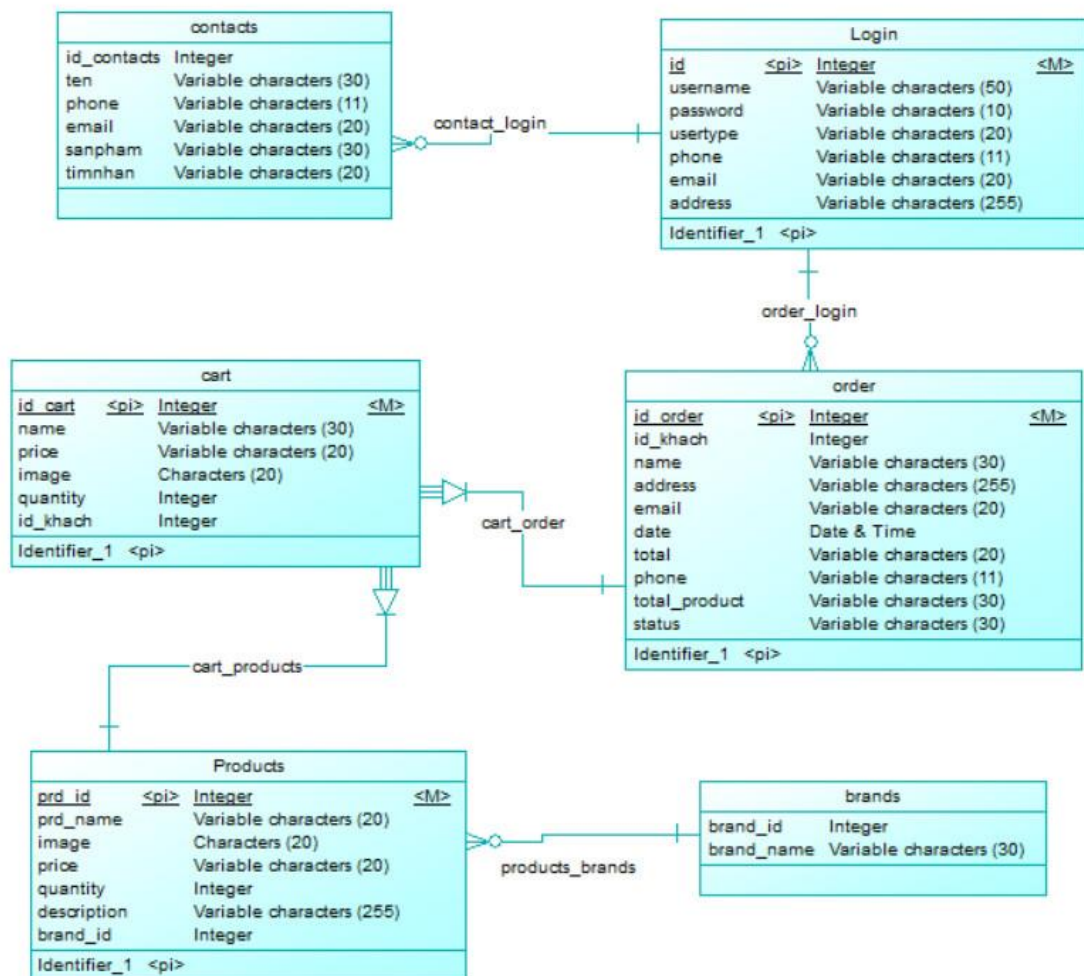 contacts
id_contacts Integer
ten Variable characters (30)
phone Variable characters (11)
email Variable characters (20)
sanpham Variable characters (30)
timnhan Variable characters (20)
Login
id <pi> Integer <M>
username Variable characters (50)
password Variable characters (10)
usertype Variable characters (20)
phone Variable characters (11)
email Variable characters (20)
address Variable characters (255)
Identifier_1 <pi>
contact_login
order_login
cart
id_cart <pi> Integer <M>
name Variable characters (30)
price Variable characters (20)
image Characters (20)
quantity Integer
id_khach Integer
Identifier_1 <pi>
order
id_order <pi> Integer <M>
id_khach Integer
name Variable characters (30)
address Variable characters (255)
email Variable characters (20)
date Date & Time
total Variable characters (20)
phone Variable characters (11)
total_product Variable characters (30)
status Variable characters (30)
Identifier_1 <pi>
cart_order
cart_products
Products
prd_id <pi> Integer <M>
prd_name Variable characters (20)
image Characters (20)
price Variable characters (20)
quantity Integer
description Variable characters (255)
brand_id Integer
Identifier_1 <pi>
products_brands
brands
brand_id Integer
brand_name Variable characters (30)